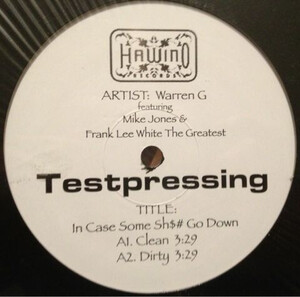 HAWINO
RECORDS
ARTIST: Warren G
featuring
Mike Jones &
Frank Lee White The Greatest
Testpressing
TITLE:
In Case Some Sh$# Go Down
A1. Clean 3:29
A2. Dirty 3:29